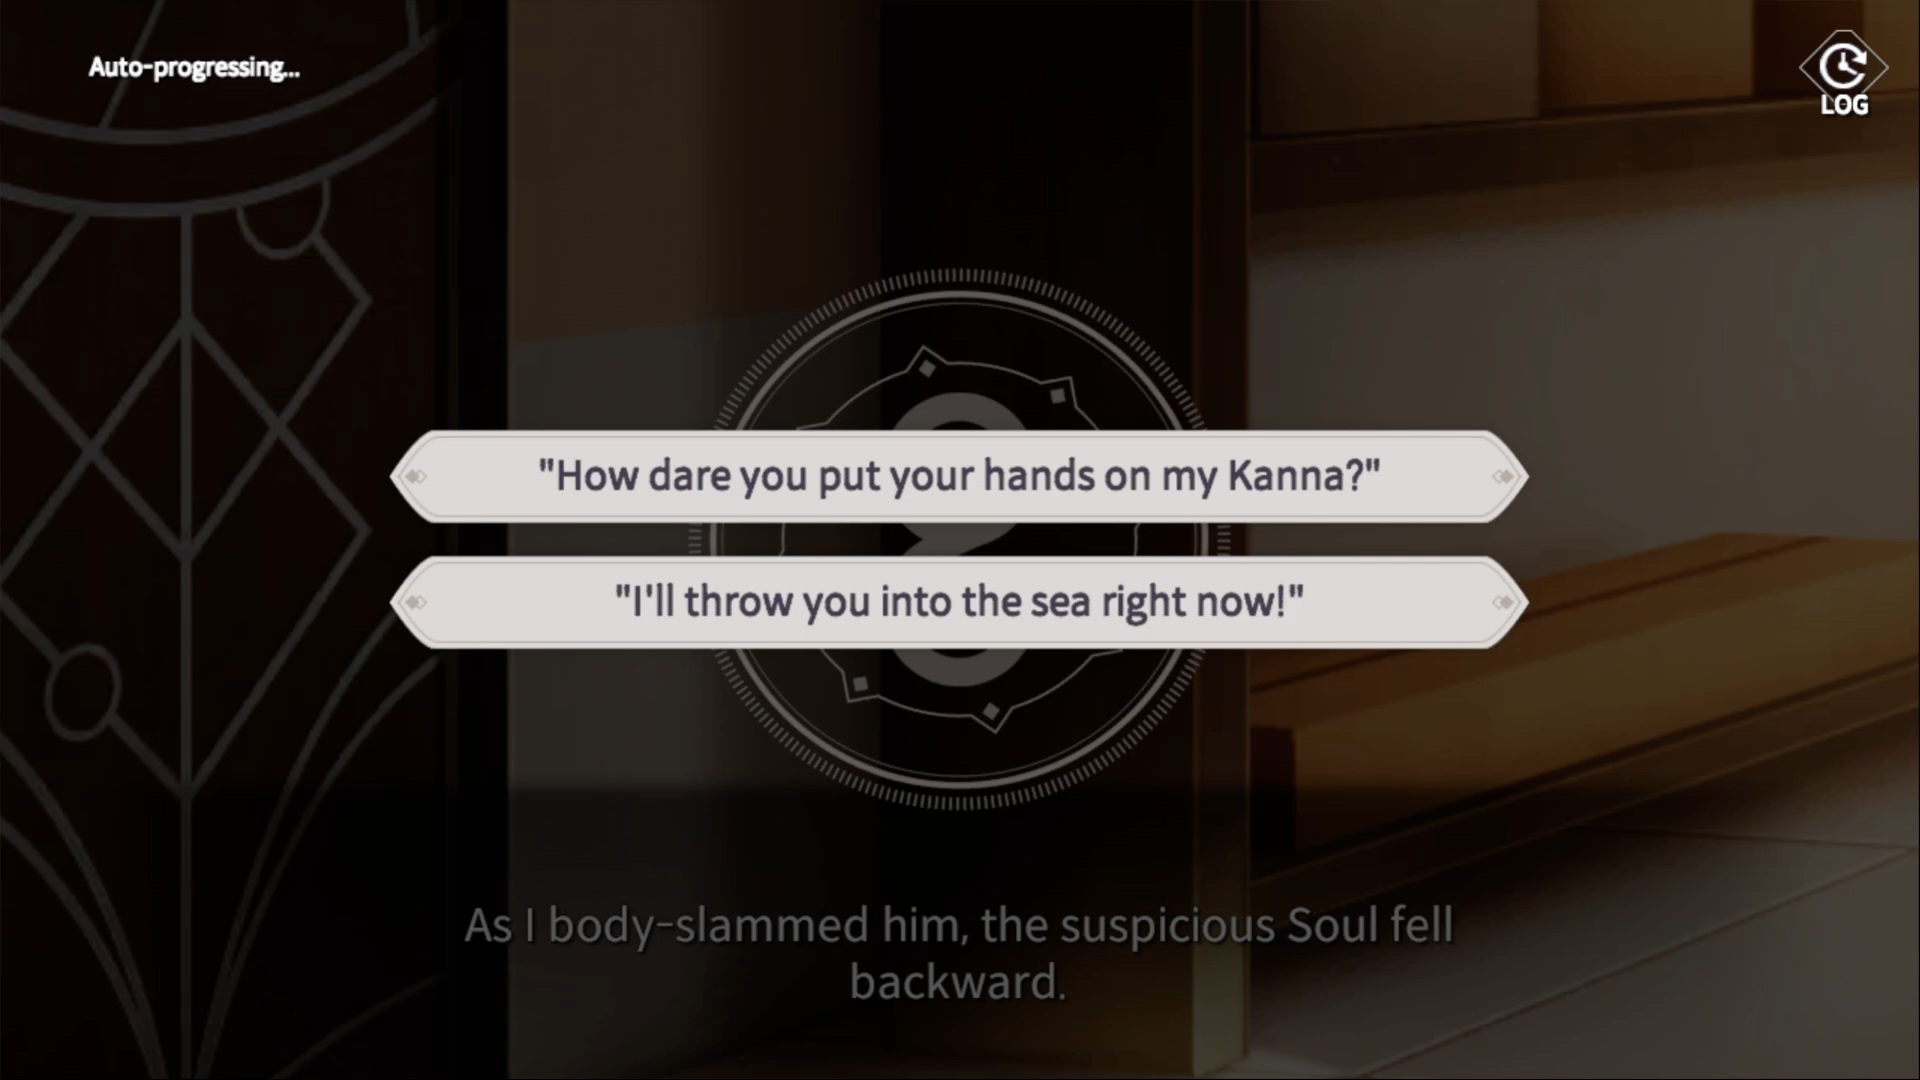 Auto-progressing...
LOG
"How dare you put your hands on my Kanna?"
"I'll throw you into the sea right now!"
As I body-slammed him, the suspicious Soul fell
backward.